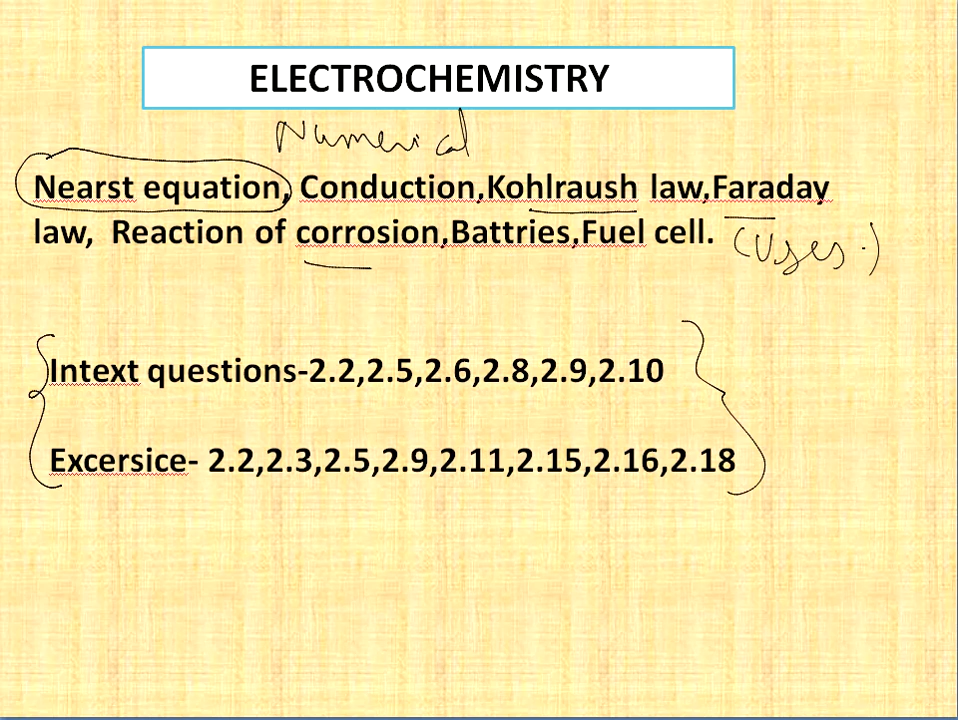 ELECTROCHEMISTRY
Numerical
Nearst equation, Conduction,Kohlraush law,Faraday
law,  Reaction of corrosion,Battries,Fuel cell.
(Uses.)
Intext questions-2.2,2.5,2.6,2.8,2.9,2.10
Excersice- 2.2,2.3,2.5,2.9,2.11,2.15,2.16,2.18